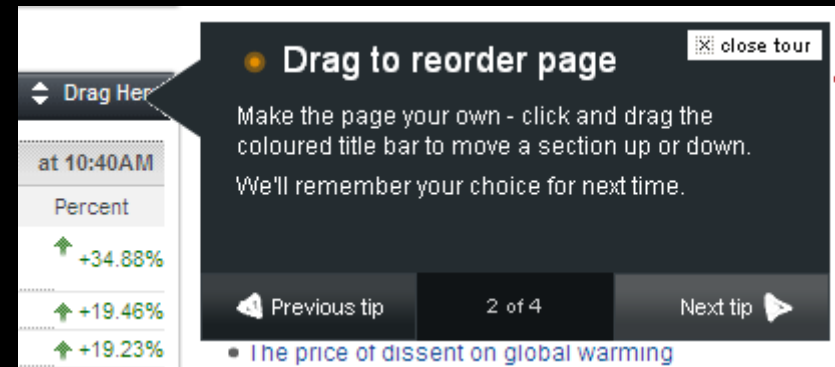 Drag to reorder page
close tour
Drag Her
Make the page your own - click and drag the
coloured title bar to move a section up or down.
We'll remember your choice for next time.
at 10:40AM
Percent
+34.88%
+19.46%
+19.23%
Previous tip
2 of 4
Next tip
The price of dissent on global warming